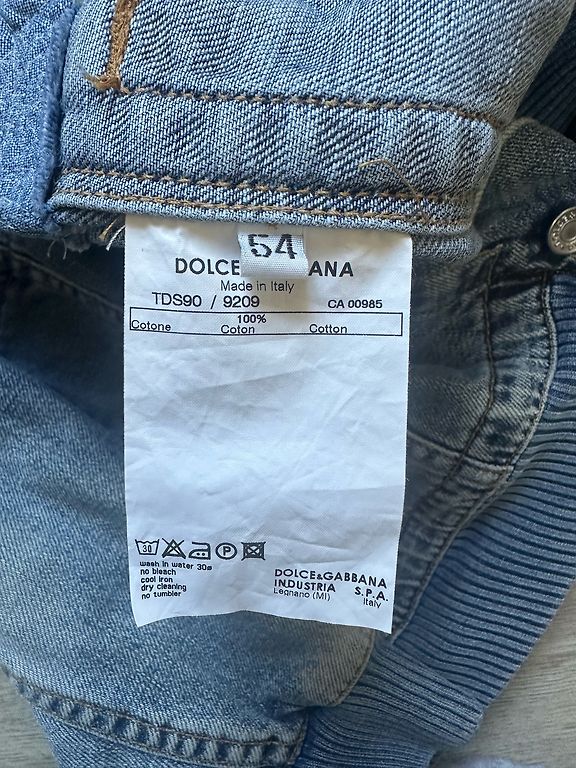 54
DOLCE ANA
Made in Italy
TDS90 / 9209 CA 00985
100%
Cotone Coton Cotton
30 P
wash in water 30ø
no bleach
cool iron
dry cleaning
no tumbler
DOLCE&GABBANA
INDUSTRIA S.P.A.
Legnano (MI) Italy